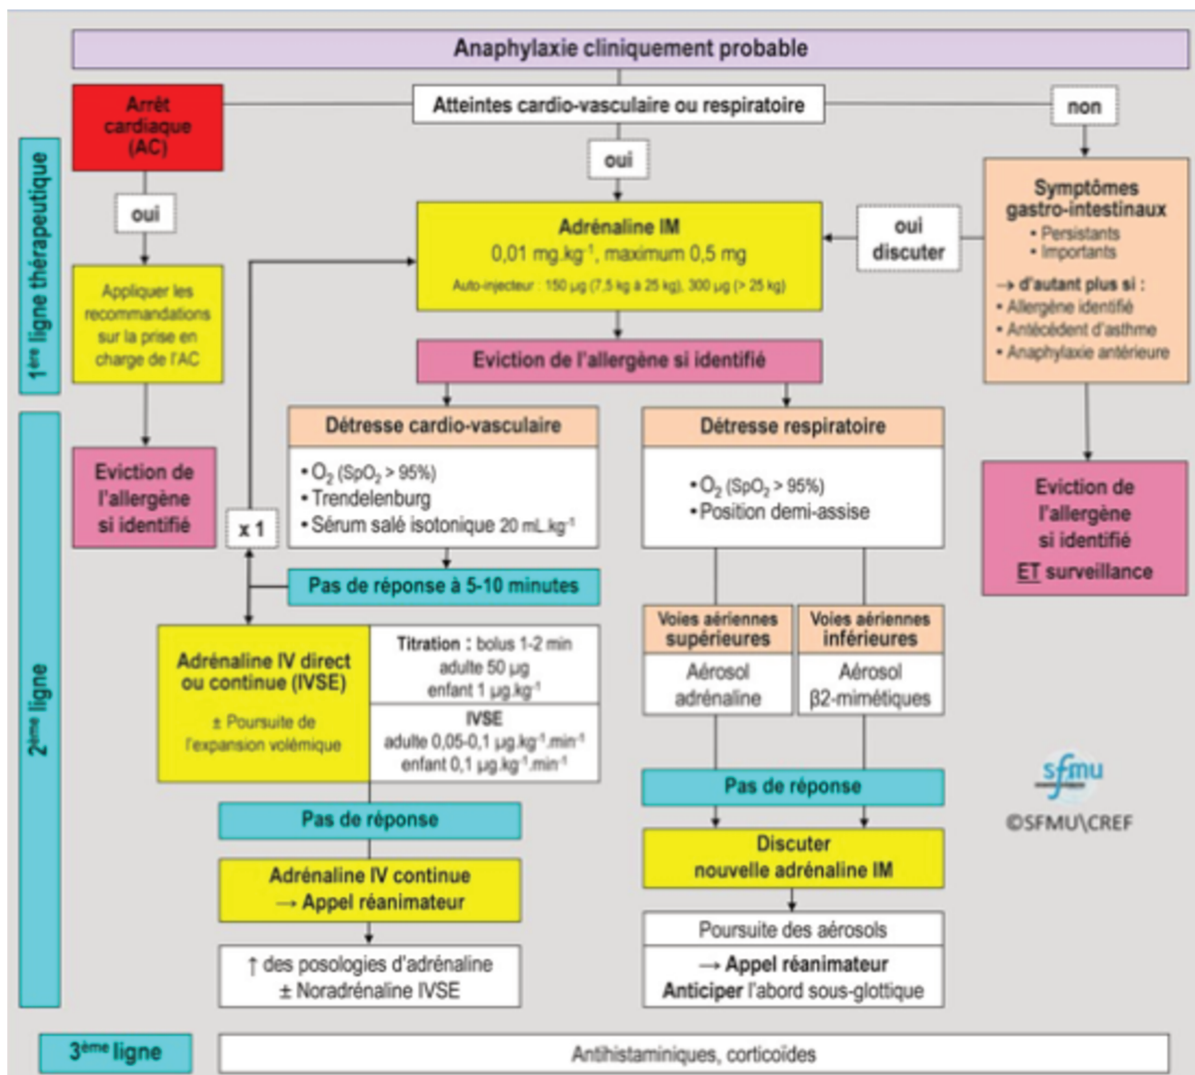 Anaphylaxie cliniquement probable
Arrêt
cardiaque
(AC)
Atteintes cardio-vasculaire ou respiratoire
non
oui
oui
1ère ligne thérapeutique
Adrénaline IM
0,01 mg.kg⁻¹, maximum 0,5 mg
Auto-injecteur : 150 µg (7,5 kg à 25 kg), 300 µg (> 25 kg)
oui
discuter
Symptômes
gastro-intestinaux
• Persistants
• Importants
→ d'autant plus si :
• Allergène identifié
• Antécédent d'asthme
• Anaphylaxie antérieure
Appliquer les
recommandations
sur la prise en
charge de l'AC
Eviction de l'allergène si identifié
2ème ligne
Eviction de
l'allergène
si identifié
x 1
Détresse cardio-vasculaire
• O₂ (SpO₂ > 95%)
• Trendelenburg
• Sérum salé isotonique 20 mL.kg⁻¹
Détresse respiratoire
• O₂ (SpO₂ > 95%)
• Position demi-assise
Eviction de
l'allergène
si identifié
ET surveillance
Pas de réponse à 5-10 minutes
Adrénaline IV direct
ou continue (IVSE)
± Poursuite de
l'expansion volémique
Titration : bolus 1-2 min
adulte 50 µg
enfant 1 µg.kg⁻¹
IVSE
adulte 0,05-0,1 µg.kg⁻¹.min⁻¹
enfant 0,1 µg.kg⁻¹.min⁻¹
Voies aériennes
supérieures
Aérosol
adrénaline
Voies aériennes
inférieures
Aérosol
β2-mimétiques
Pas de réponse
Pas de réponse
Adrénaline IV continue
→ Appel réanimateur
Discuter
nouvelle adrénaline IM
↑ des posologies d'adrénaline
± Noradrénaline IVSE
Poursuite des aérosols
→ Appel réanimateur
Anticiper l'abord sous-glottique
sfmu
©SFMU\CREF
3ème ligne
Antihistaminiques, corticoïdes